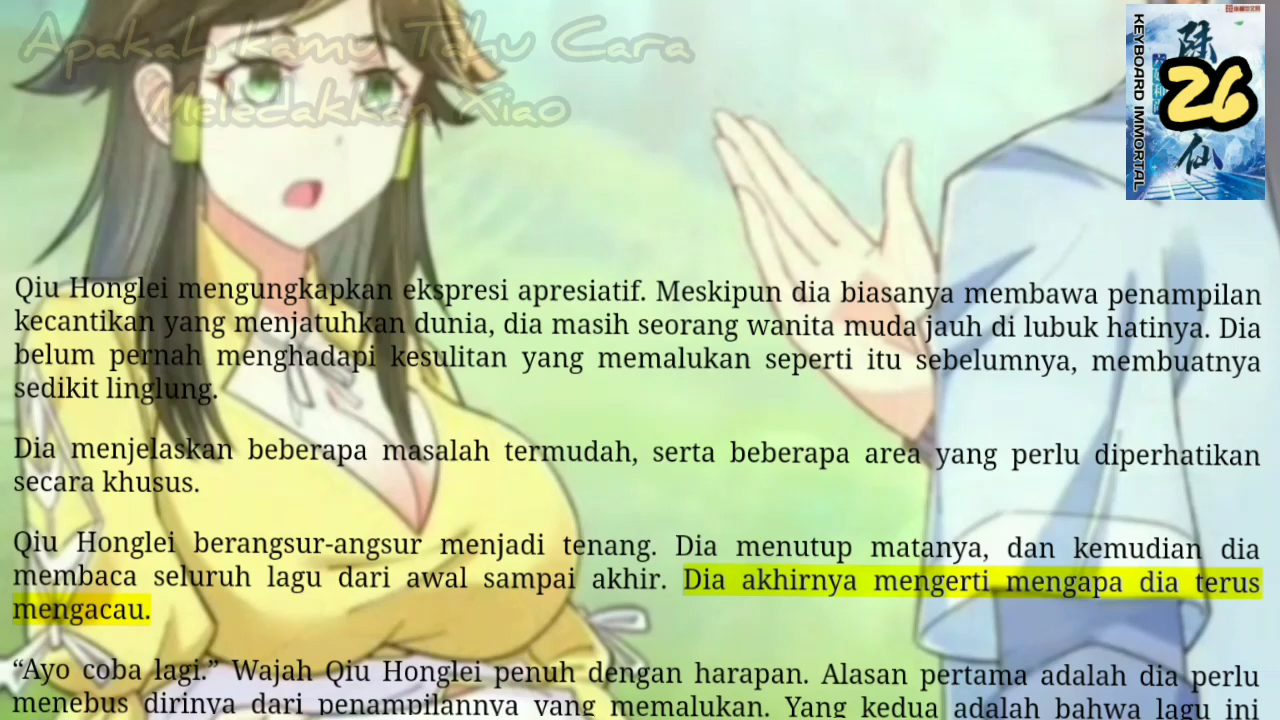 Apakah kamu Tahu Cara
Meledakkan Xiao
KEYBOARD IMMORTAL
26
仙
Qiu Honglei mengungkapkan ekspresi apresiatif. Meskipun dia biasanya membawa penampilan
kecantikan yang menjatuhkan dunia, dia masih seorang wanita muda jauh di lubuk hatinya. Dia
belum pernah menghadapi kesulitan yang memalukan seperti itu sebelumnya, membuatnya
sedikit linglung.
Dia menjelaskan beberapa masalah termudah, serta beberapa area yang perlu diperhatikan
secara khusus.
Qiu Honglei berangsur-angsur menjadi tenang. Dia menutup matanya, dan kemudian dia
membaca seluruh lagu dari awal sampai akhir. Dia akhirnya mengerti mengapa dia terus
mengacau.
“Ayo coba lagi.” Wajah Qiu Honglei penuh dengan harapan. Alasan pertama adalah dia perlu
menebus dirinya dari penampilannya yang memalukan. Yang kedua adalah bahwa lagu ini